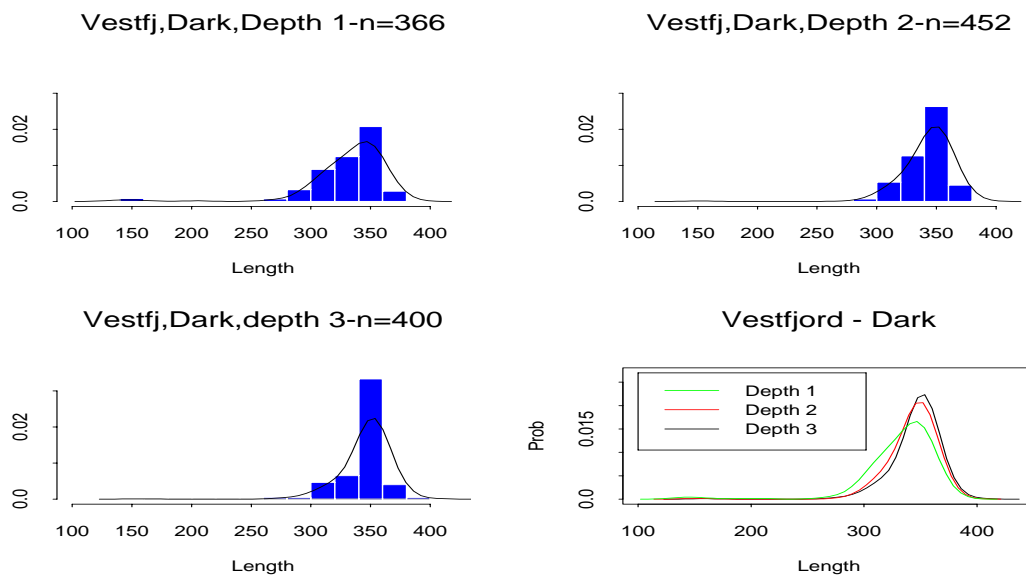 Vestfj,Dark,Depth 1-n=366
0.0 0.02
100 150 200 250 300 350 400
Length
Vestfj,Dark,Depth 2-n=452
0.0 0.02
100 150 200 250 300 350 400
Length
Vestfj,Dark,depth 3-n=400
0.0 0.02
100 150 200 250 300 350 400
Length
Vestfjord - Dark
Depth 1
Depth 2
Depth 3
Prob
0.0 0.015
100 200 300 400
Length